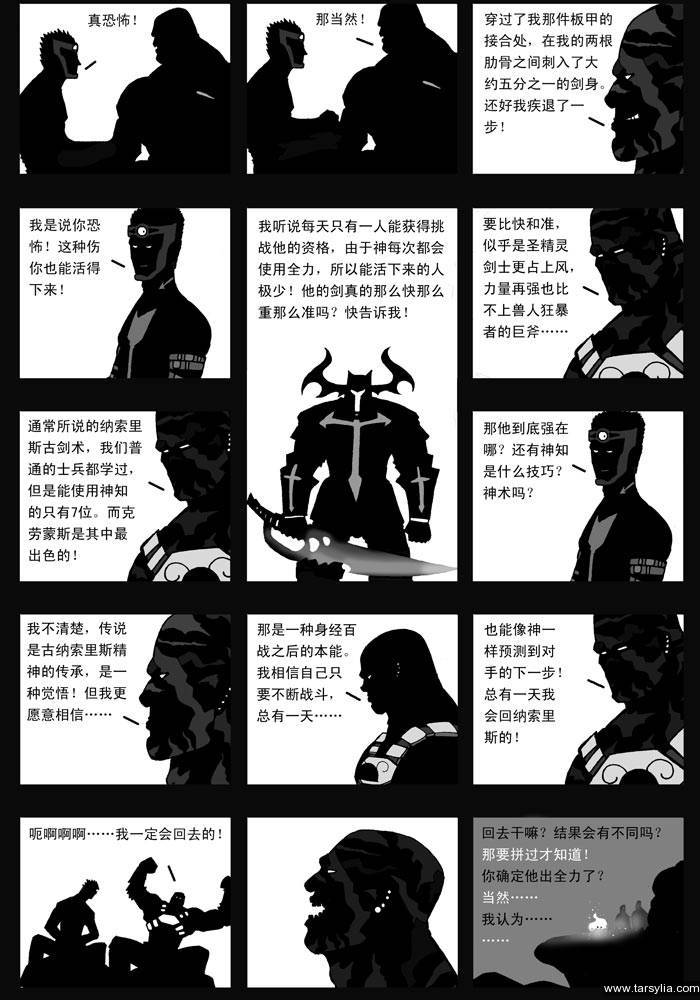 真恐怖！
那当然！
穿过了我那件板甲的
接合处，在我的两根
肋骨之间刺入了大
约五分之一的剑身。
还好我疾退了一
步！
我是说你恐
怖！这种伤
你也能活得
下来！
我听说每天只有一人能获得挑
战他的资格，由于神每次都会
使用全力，所以能活下来的人
极少！他的剑真的那么快那么
重那么准吗？快告诉我！
要比快和准，
似乎是圣精灵
剑士更占上风，
力量再强也比
不上兽人狂暴
者的巨斧……
通常所说的纳索里
斯古剑术，我们普
通的士兵都学过，
但是能使用神知
的只有7位。而克
劳蒙斯是其中最
出色的！
那他到底强在
哪？还有神知
是什么技巧？
神术吗？
我不清楚，传说
是古纳索里斯精
神的传承，是一
种觉悟！但我更
愿意相信……
那是一种身经百
战之后的本能。
我相信自己只
要不断战斗，
总有一天……
也能像神一
样预测到对
手的下一步！
总有一天我
会回纳索里
斯的！
呃啊啊啊……我一定会回去的！
回去干嘛？结果会有不同吗？
那要拼过才知道！
你确定他出全力了？
当然……
我认为……
……
www.tarsylia.com